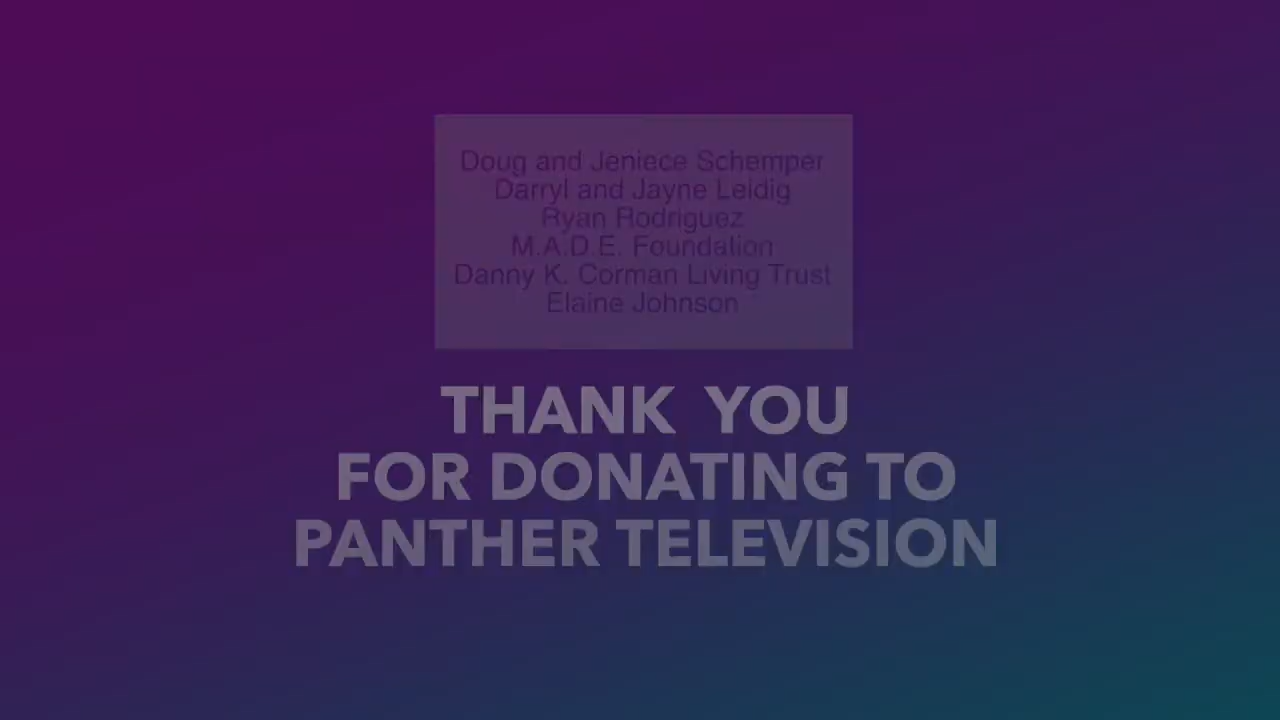 Doug and Jeniece Schemper
Darryl and Jayne Leidig
Ryan Rodriguez
M.A.D.E. Foundation
Danny K. Corman Living Trust
Elaine Johnson
THANK YOU
FOR DONATING TO
PANTHER TELEVISION